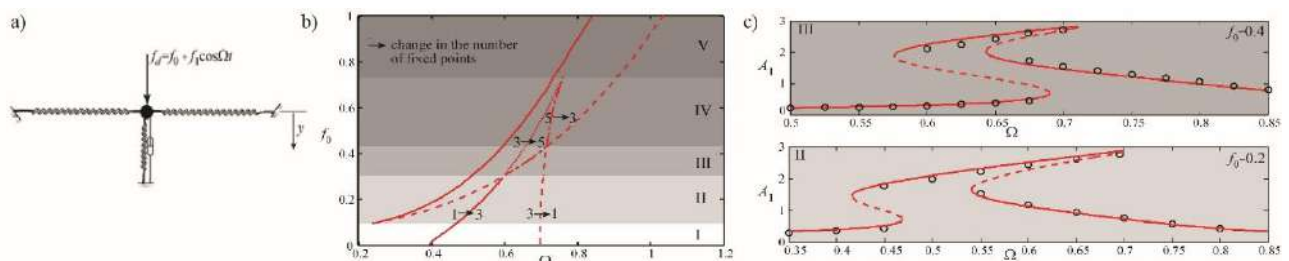 a)
f_d=f_0 + f_1cosΩt
y
b)
1
0.8
0.6
f_0
0.4
0.2
0
0.2
0.4
0.6
0.8
1
1.2
Ω
→ change in the number
of fixed points
V
IV
III
II
I
5→3
3→5
1→3
3→1
c)
III
f_0-0.4
A_1
3
2
1
0
0.5
0.55
0.6
0.65
0.7
0.75
0.8
0.85
Ω
II
f_0-0.2
A_1
3
2
1
0
0.35
0.4
0.45
0.5
0.55
0.6
0.65
0.7
0.75
0.8
0.85
Ω